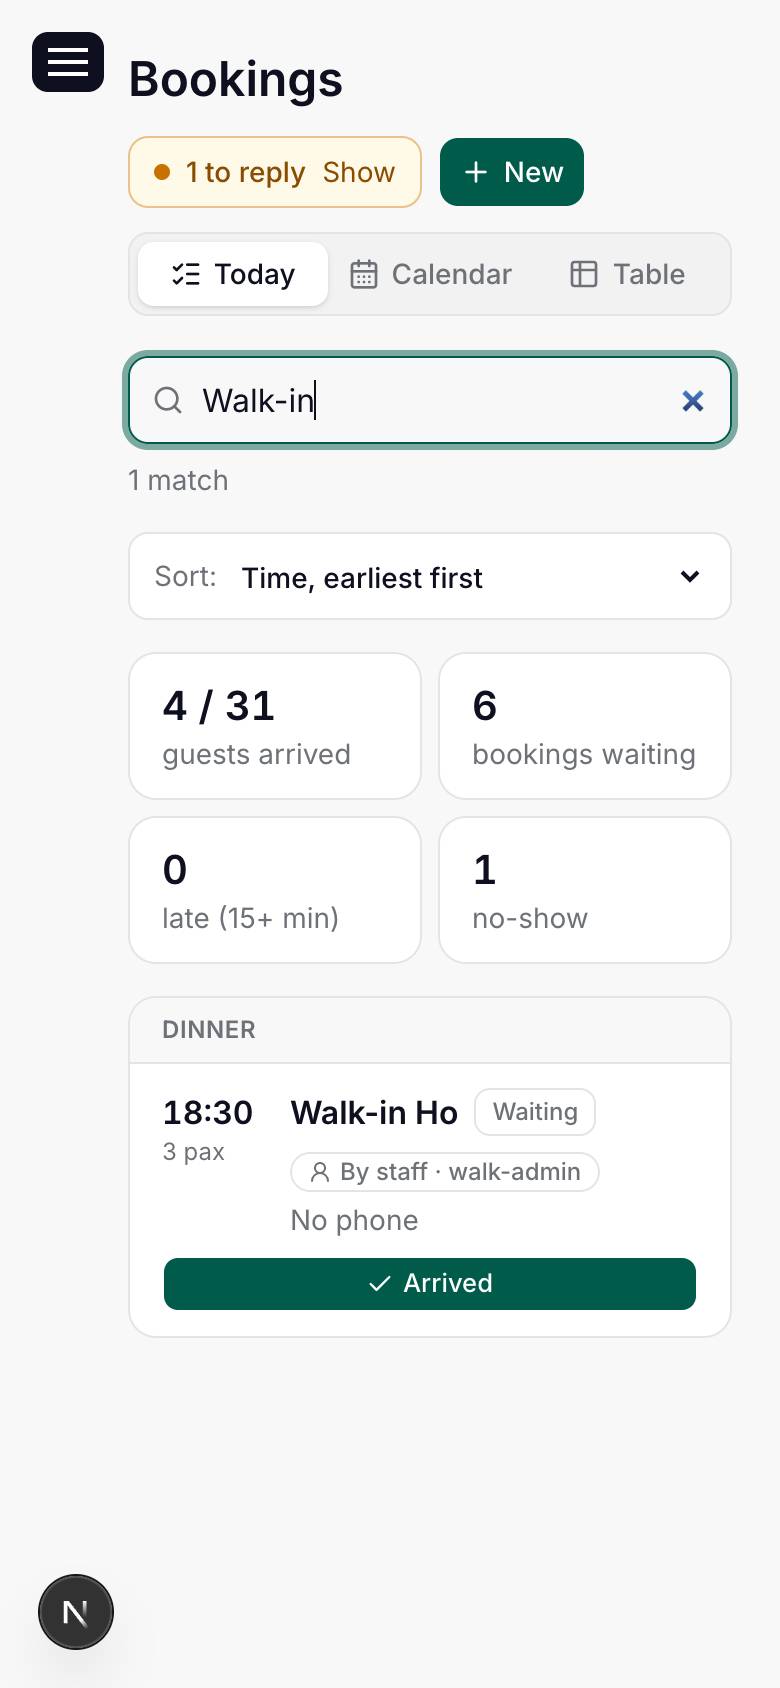 Bookings
1 to reply Show
+ New
Today Calendar Table
Walk-in
1 match
Sort: Time, earliest first
4 / 31
guests arrived
6
bookings waiting
0
late (15+ min)
1
no-show
DINNER
18:30 Walk-in Ho Waiting
3 pax
By staff · walk-admin
No phone
Arrived
N